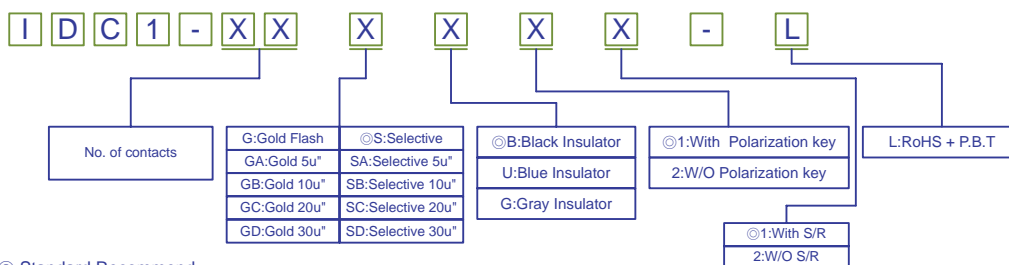 I D C 1 - X X X X X X - L
No. of contacts
G:Gold Flash ◎S:Selective
GA:Gold 5u" SA:Selective 5u"
GB:Gold 10u" SB:Selective 10u"
GC:Gold 20u" SC:Selective 20u"
GD:Gold 30u" SD:Selective 30u"
◎B:Black Insulator
U:Blue Insulator
G:Gray Insulator
◎1:With Polarization key
2:W/O Polarization key
L:RoHS + P.B.T
◎1:With S/R
2:W/O S/R